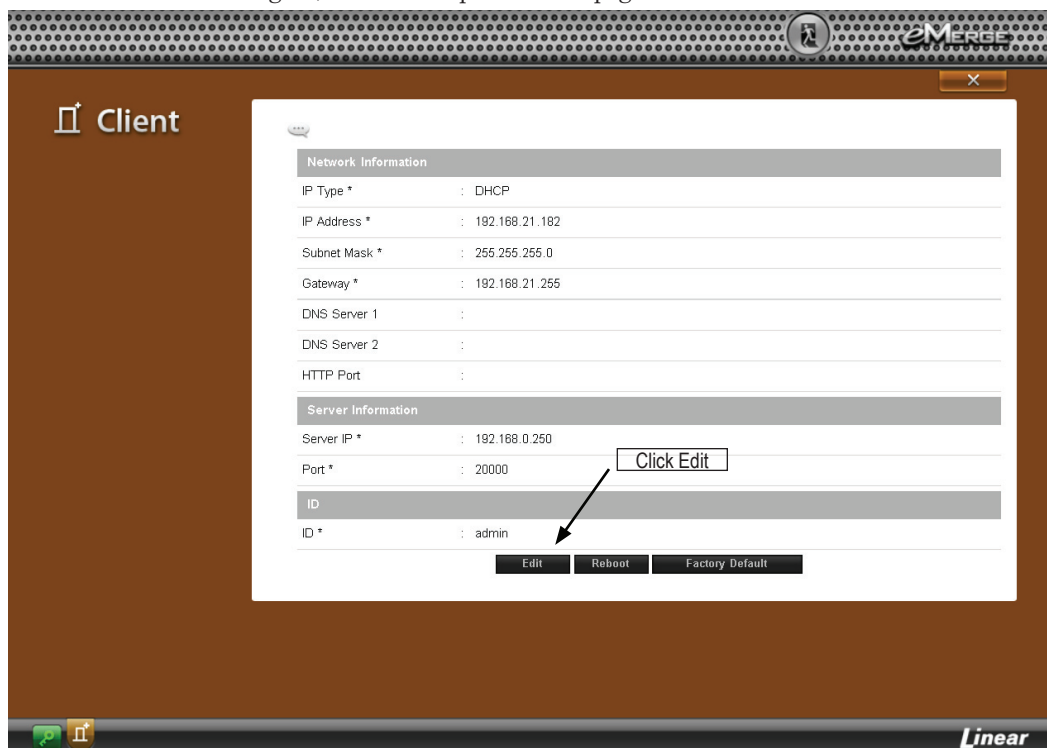 eMerge
×
Client
Network Information
IP Type * : DHCP
IP Address * : 192.168.21.182
Subnet Mask * : 255.255.255.0
Gateway * : 192.168.21.255
DNS Server 1 :
DNS Server 2 :
HTTP Port :
Server Information
Server IP * : 192.168.0.250
Port * : 20000
Click Edit
ID
ID * : admin
Edit Reboot Factory Default
Linear